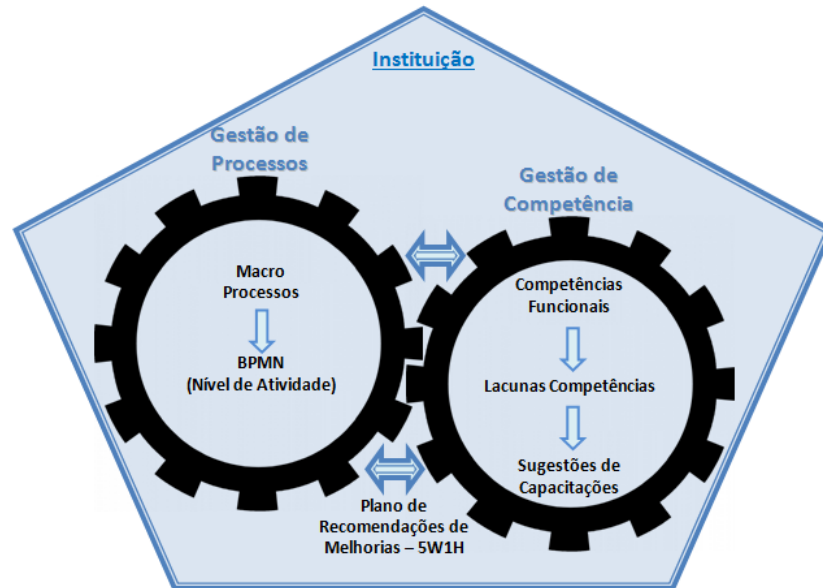 Instituição
Gestão de
Processos
Gestão de
Competência
Macro
Processos
BPMN
(Nível de Atividade)
Competências
Funcionais
Lacunas Competências
Sugestões de
Capacitações
Plano de
Recomendações de
Melhorias – 5W1H